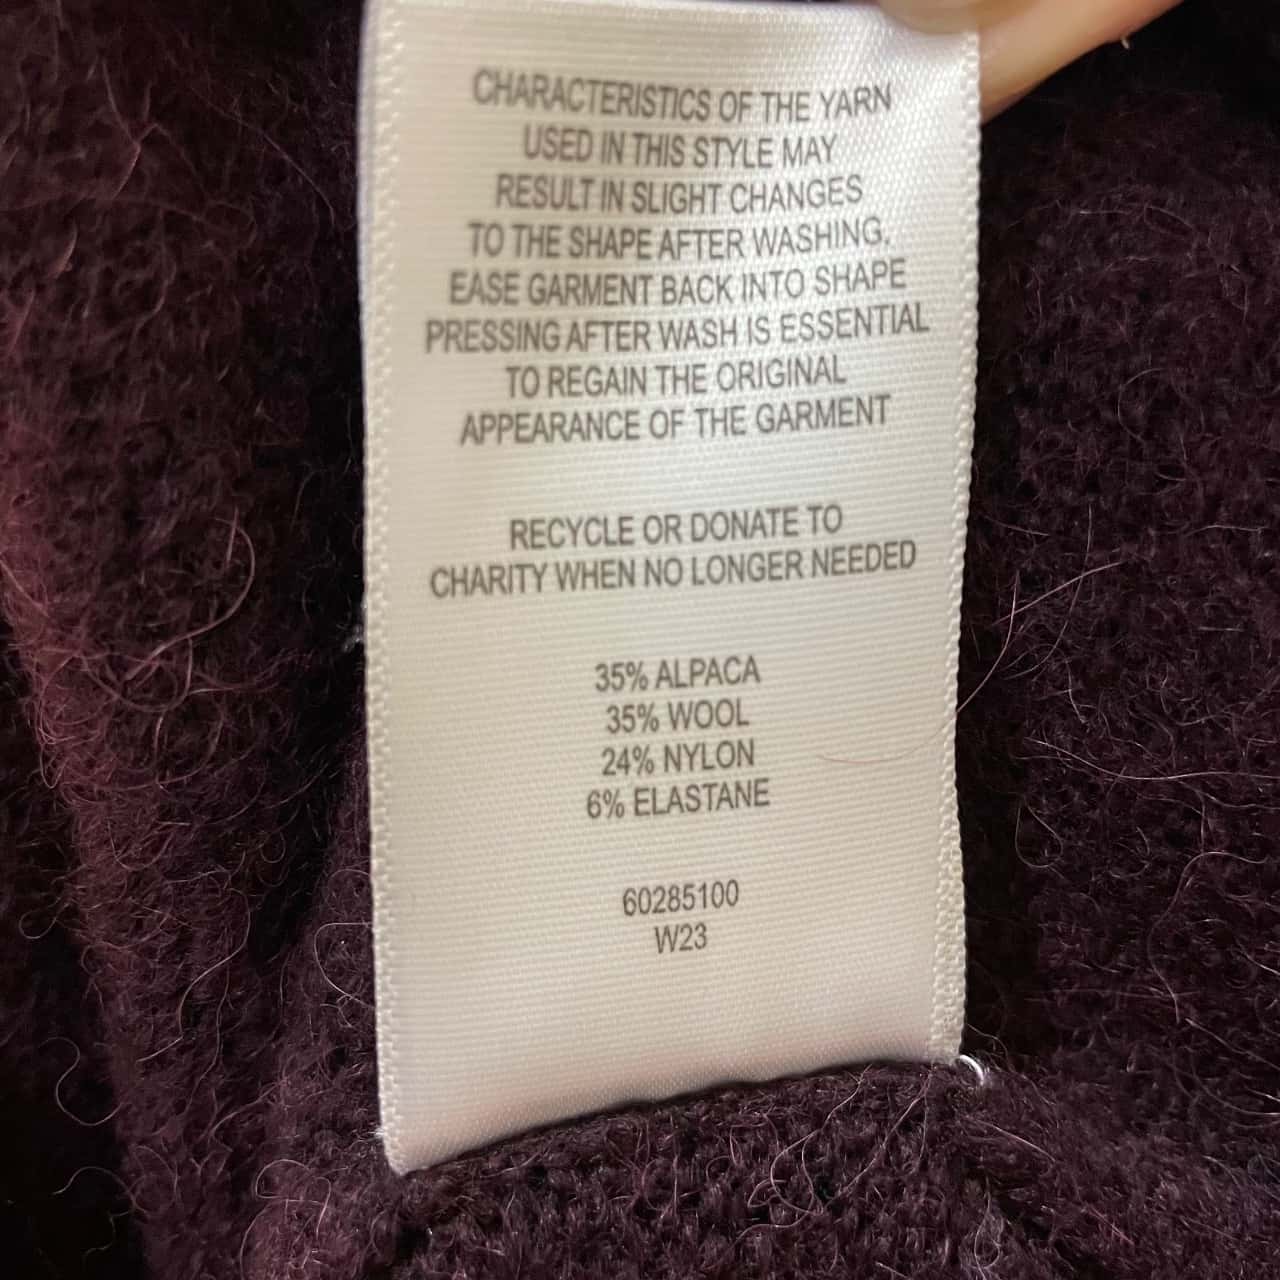 CHARACTERISTICS OF THE YARN
USED IN THIS STYLE MAY
RESULT IN SLIGHT CHANGES
TO THE SHAPE AFTER WASHING.
EASE GARMENT BACK INTO SHAPE
PRESSING AFTER WASH IS ESSENTIAL
TO REGAIN THE ORIGINAL
APPEARANCE OF THE GARMENT
RECYCLE OR DONATE TO
CHARITY WHEN NO LONGER NEEDED
35% ALPACA
35% WOOL
24% NYLON
6% ELASTANE
60285100
W23